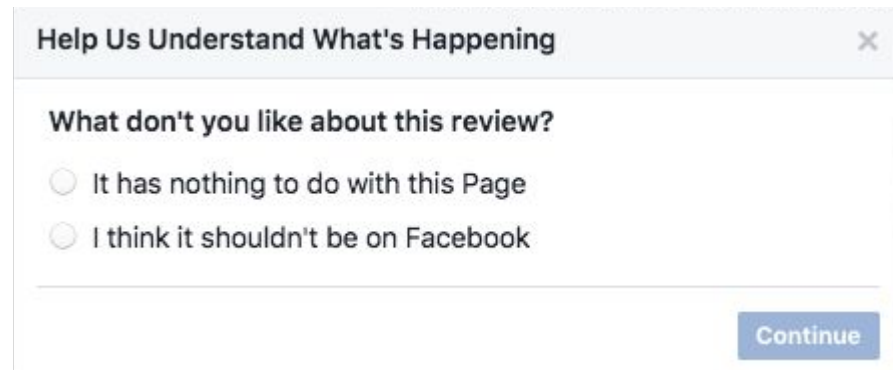 Help Us Understand What's Happening
What don't you like about this review?
It has nothing to do with this Page
I think it shouldn't be on Facebook
Continue